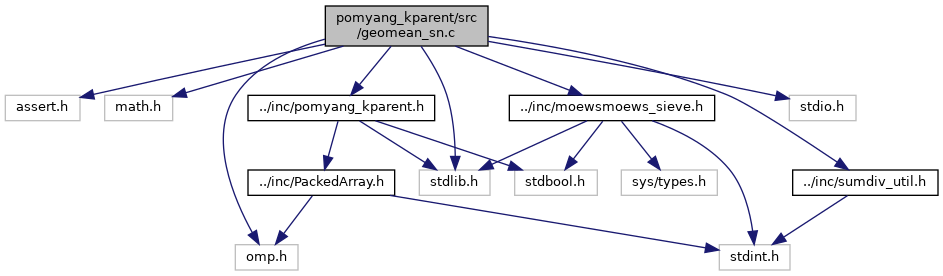 pomyang_kparent/src
/geomean_sn.c
assert.h
math.h
../inc/pomyang_kparent.h
../inc/moewsmoews_sieve.h
stdio.h
../inc/PackedArray.h
stdlib.h
stdbool.h
sys/types.h
../inc/sumdiv_util.h
omp.h
stdint.h